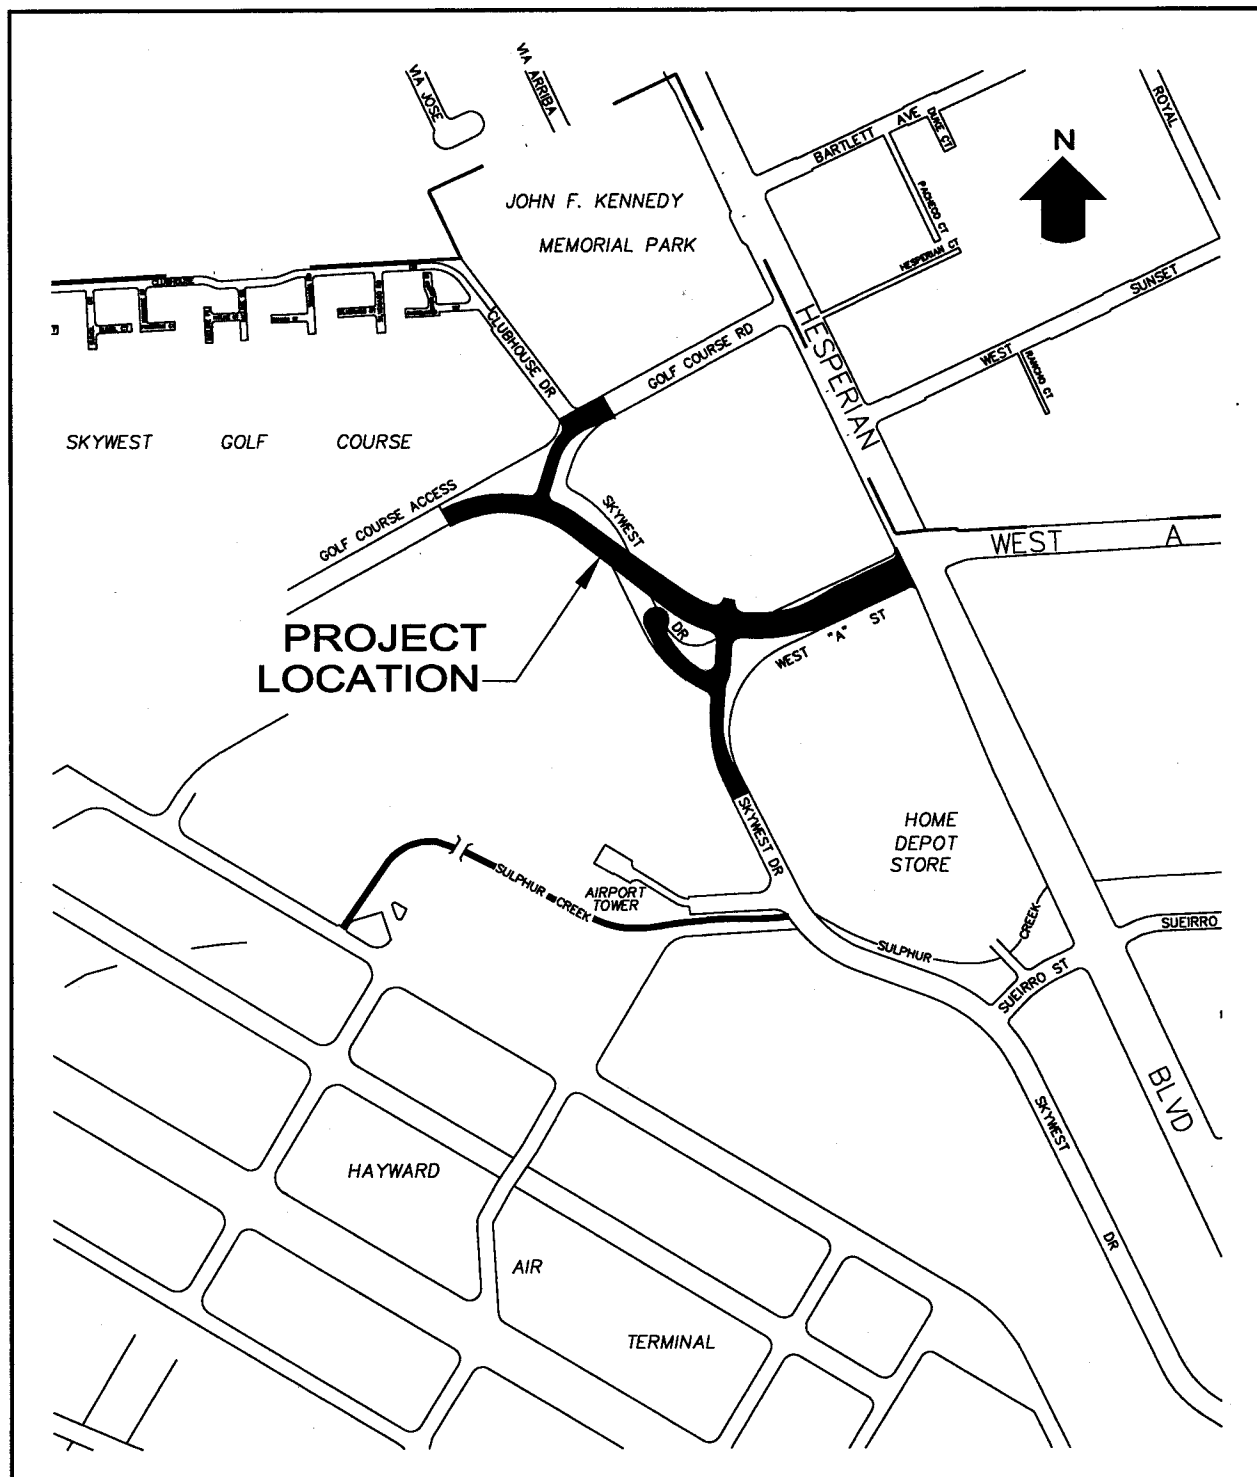 VIA JOSE
VIA ARRIBA
BARTLETT AVE
DUKE CT
ROYAL
N
PACHECO CT
HESPERIAN CT
JOHN F. KENNEDY
MEMORIAL PARK
CLUBHOUSE
CLUBHOUSE DR
GOLF COURSE RD
HESPERIAN
WEST SUNSET
RANCHO CT
SKYWEST GOLF COURSE
GOLF COURSE ACCESS
SKYWEST
DR
WEST A
WEST "A" ST
PROJECT
LOCATION
SKYWEST DR
HOME
DEPOT
STORE
SULPHUR CREEK
AIRPORT
TOWER
SULPHUR
CREEK
SUEIRRO
SUEIRRO ST
BLVD
SKYWEST
DR
HAYWARD
AIR
TERMINAL